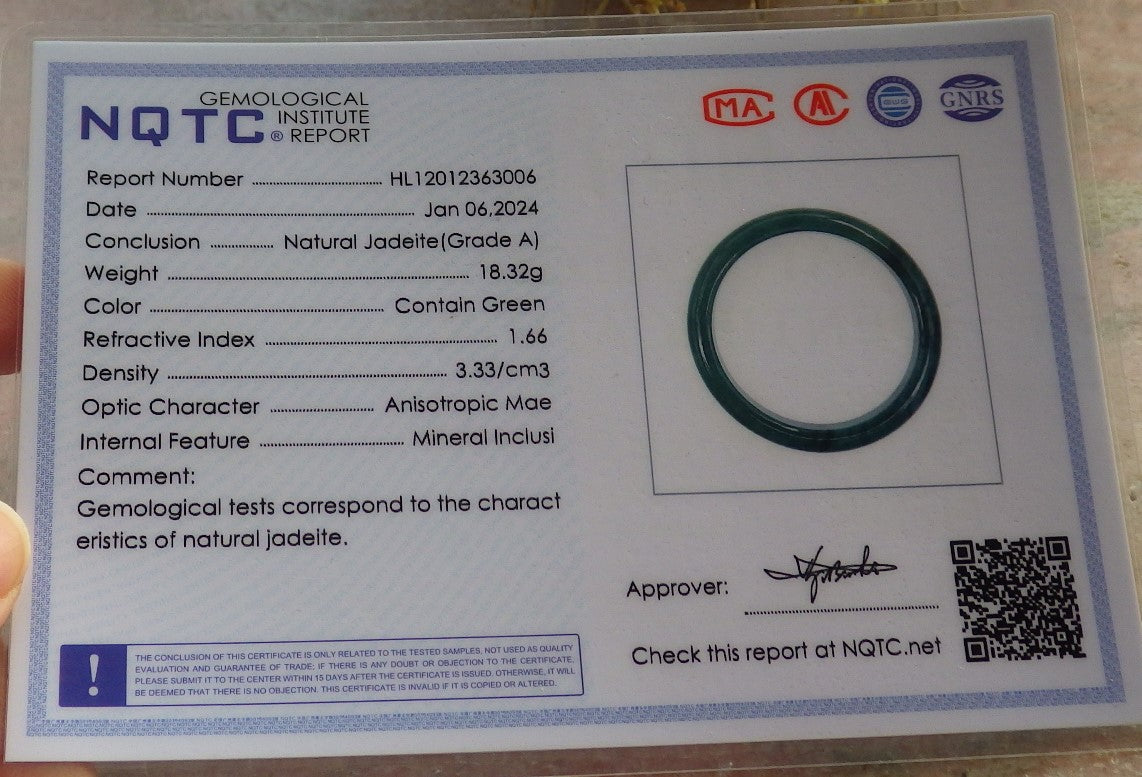 GEMOLOGICAL
NQTC® INSTITUTE
REPORT
MA
AL
GWS
GNRS
Report Number ........ HL12012363006
Date ........ Jan 06,2024
Conclusion ........ Natural Jadeite(Grade A)
Weight ........ 18.32g
Color ........ Contain Green
Refractive Index ........ 1.66
Density ........ 3.33/cm3
Optic Character ........ Anisotropic Mae
Internal Feature ........ Mineral Inclusi
Comment:
Gemological tests correspond to the charact
eristics of natural jadeite.
Approver:
Check this report at NQTC.net
!
THE CONCLUSION OF THIS CERTIFICATE IS ONLY RELATED TO THE TESTED SAMPLES, NOT USED AS QUALITY
EVALUATION AND GUARANTEE OF TRADE; IF THERE IS ANY DOUBT OR OBJECTION TO THE CERTIFICATE,
PLEASE SUBMIT IT TO THE CENTER WITHIN 15 DAYS AFTER THE CERTIFICATE IS ISSUED. OTHERWISE, IT WILL
BE DEEMED THAT THERE IS NO OBJECTION. THIS CERTIFICATE IS INVALID IF IT IS COPIED OR ALTERED.